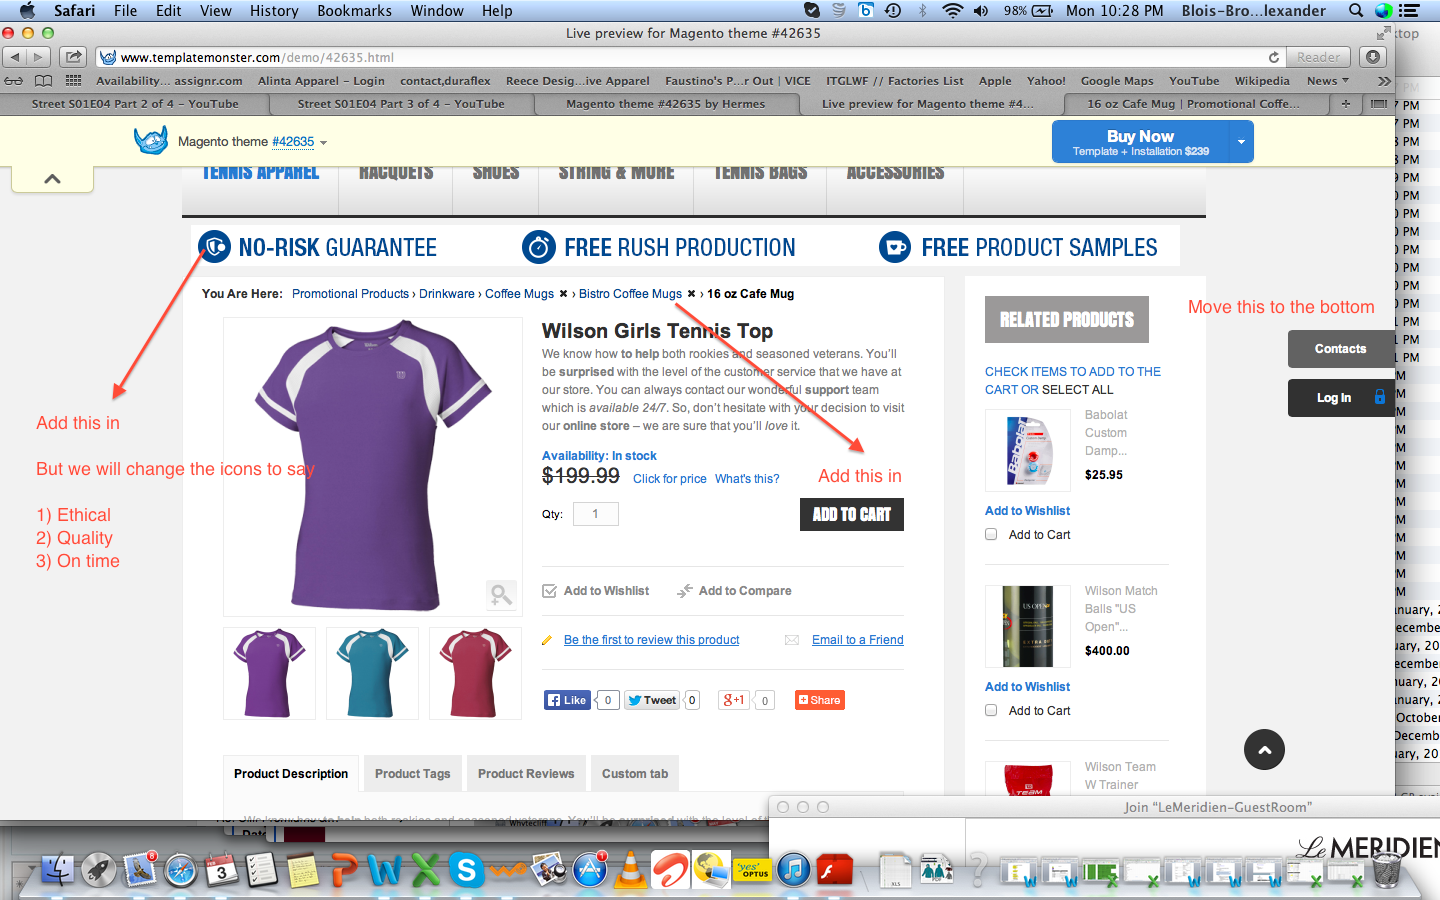 Safari File Edit View History Bookmarks Window Help
98% Mon 10:28 PM Blois-Bro...lexander
Live preview for Magento theme #42635
www.templatemonster.com/demo/42635.html
Reader
Availability... assignr.com Alinta Apparel - Login contact,duraflex Reece Desig...ive Apparel Faustino's P...r Out | VICE ITGLWF // Factories List Apple Yahoo! Google Maps YouTube Wikipedia News
Street S01E04 Part 2 of 4 - YouTube Street S01E04 Part 3 of 4 - YouTube Magento theme #42635 by Hermes Live preview for Magento theme #4... 16 oz Cafe Mug | Promotional Coffe...
Magento theme #42635
Buy Now
Template + Installation $239
TENNIS APPAREL RACQUETS SHOES STRING & MORE TENNIS BAGS ACCESSORIES
NO-RISK GUARANTEE FREE RUSH PRODUCTION FREE PRODUCT SAMPLES
You Are Here: Promotional Products › Drinkware › Coffee Mugs ✖ › Bistro Coffee Mugs ✖ › 16 oz Cafe Mug
Wilson Girls Tennis Top
We know how to help both rookies and seasoned veterans. You'll
be surprised with the level of the customer service that we have at
our store. You can always contact our wonderful support team
which is available 24/7. So, don't hesitate with your decision to visit
our online store – we are sure that you'll love it.
Availability: In stock
$199.99 Click for price What's this?
Add this in
Qty: 1
ADD TO CART
Add to Wishlist Add to Compare
Be the first to review this product Email to a Friend
Like 0 Tweet 0 +1 0 Share
Add this in
But we will change the icons to say
1) Ethical
2) Quality
3) On time
Product Description Product Tags Product Reviews Custom tab
RELATED PRODUCTS
CHECK ITEMS TO ADD TO THE
CART OR SELECT ALL
Babolat
Custom
Damp...
$25.95
Add to Wishlist
Add to Cart
Wilson Match
Balls "US
Open"...
$400.00
Add to Wishlist
Add to Cart
Wilson Team
W Trainer
Move this to the bottom
Contacts
Log In
Join “LeMeridien-GuestRoom”
Le MERIDIEN
'yes'
OPTUS